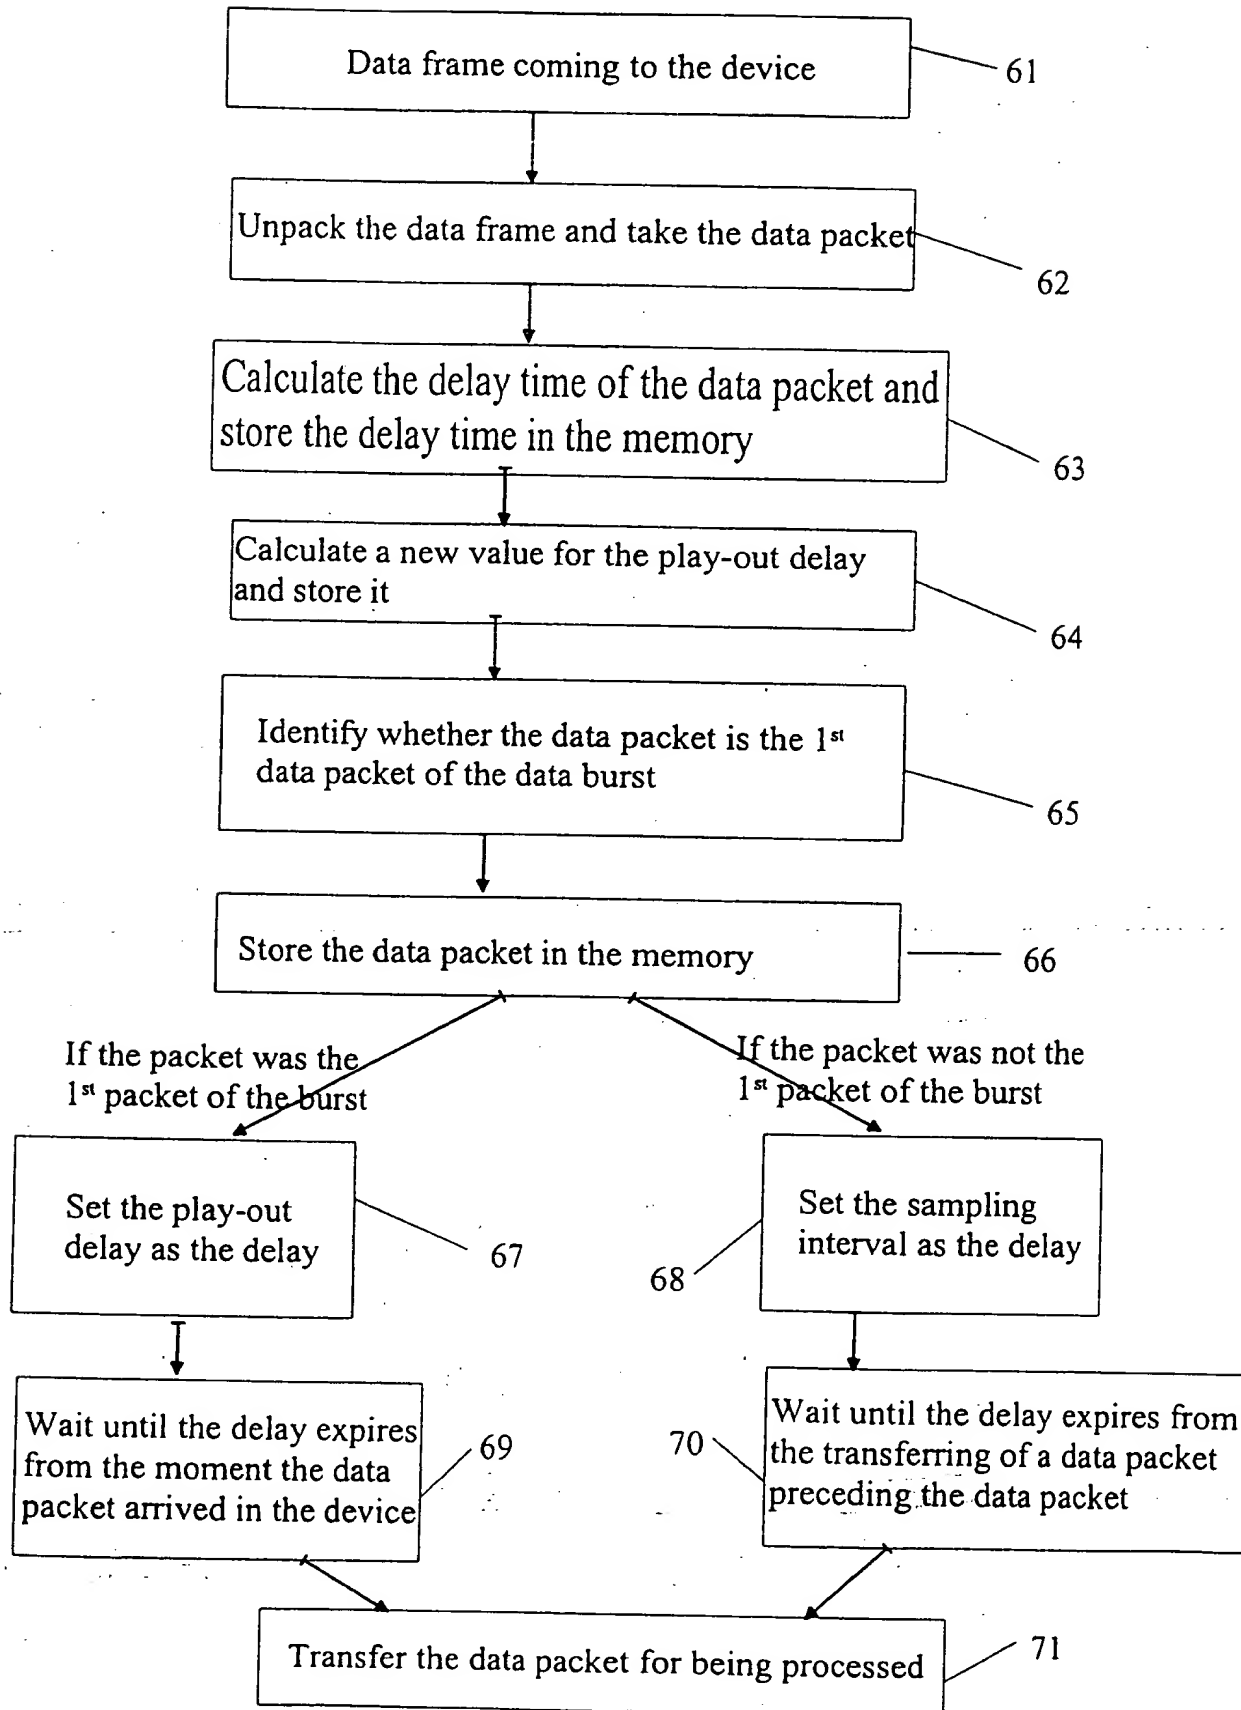 Data frame coming to the device
61
Unpack the data frame and take the data packet
62
Calculate the delay time of the data packet and
store the delay time in the memory
63
Calculate a new value for the play-out delay
and store it
64
Identify whether the data packet is the 1st
data packet of the data burst
65
Store the data packet in the memory
66
If the packet was the
1st packet of the burst
If the packet was not the
1st packet of the burst
Set the play-out
delay as the delay
67
Set the sampling
interval as the delay
68
Wait until the delay expires
from the moment the data
packet arrived in the device
69
70
Wait until the delay expires from
the transferring of a data packet
preceding the data packet
Transfer the data packet for being processed
71